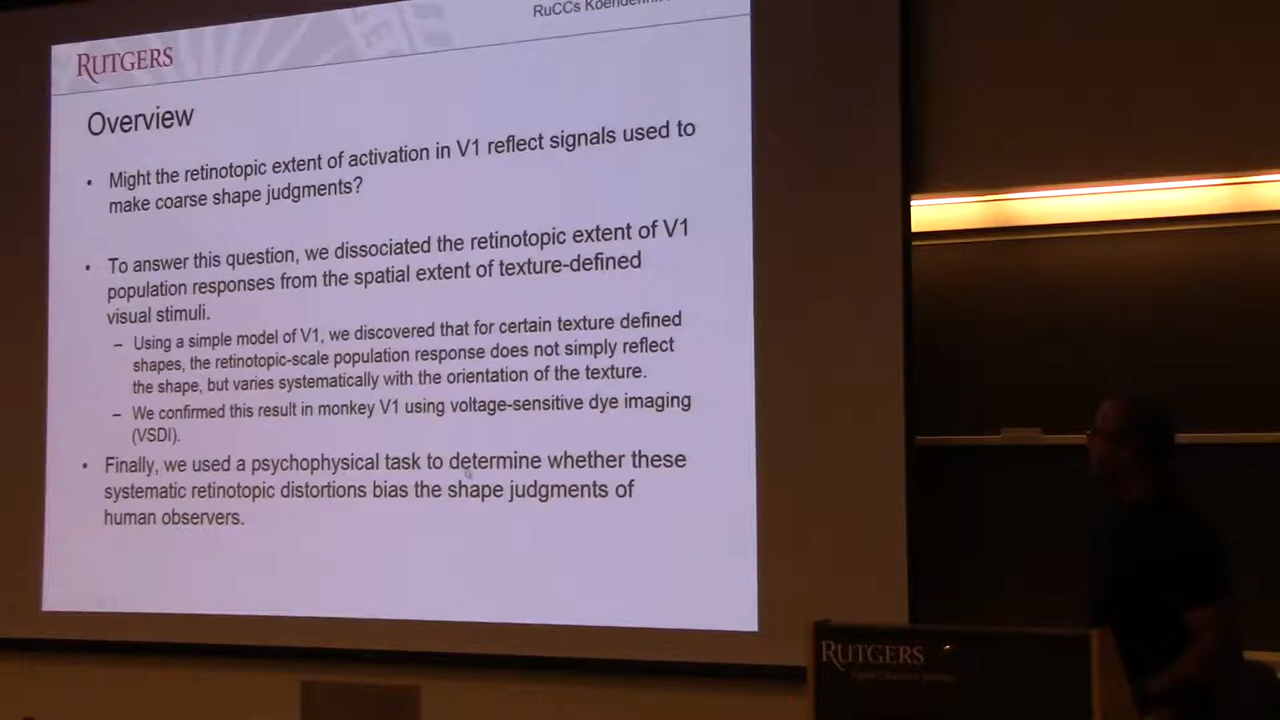 RuCCs
RUTGERS
Overview
• Might the retinotopic extent of activation in V1 reflect signals used to
make coarse shape judgments?
• To answer this question, we dissociated the retinotopic extent of V1
population responses from the spatial extent of texture-defined
visual stimuli.
– Using a simple model of V1, we discovered that for certain texture defined
shapes, the retinotopic-scale population response does not simply reflect
the shape, but varies systematically with the orientation of the texture.
– We confirmed this result in monkey V1 using voltage-sensitive dye imaging
(VSDI).
• Finally, we used a psychophysical task to determine whether these
systematic retinotopic distortions bias the shape judgments of
human observers.
RUTGERS